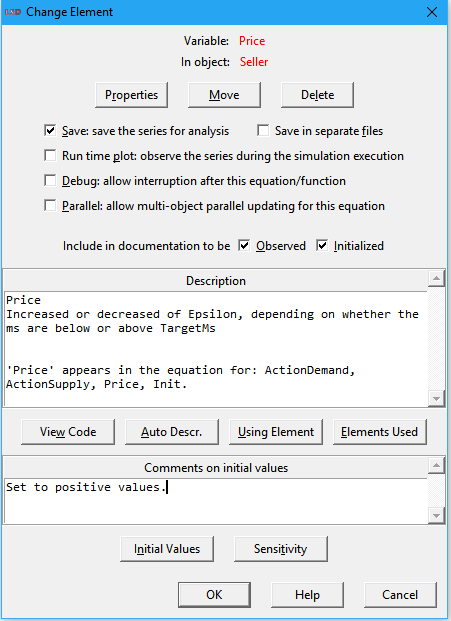 LSD Change Element
Variable: Price
In object: Seller
Properties Move Delete
Save: save the series for analysis Save in separate files
Run time plot: observe the series during the simulation execution
Debug: allow interruption after this equation/function
Parallel: allow multi-object parallel updating for this equation
Include in documentation to be Observed Initialized
Description
Price
Increased or decreased of Epsilon, depending on whether the
ms are below or above TargetMs
'Price' appears in the equation for: ActionDemand,
ActionSupply, Price, Init.
View Code Auto Descr. Using Element Elements Used
Comments on initial values
Set to positive values.
Initial Values Sensitivity
OK Help Cancel